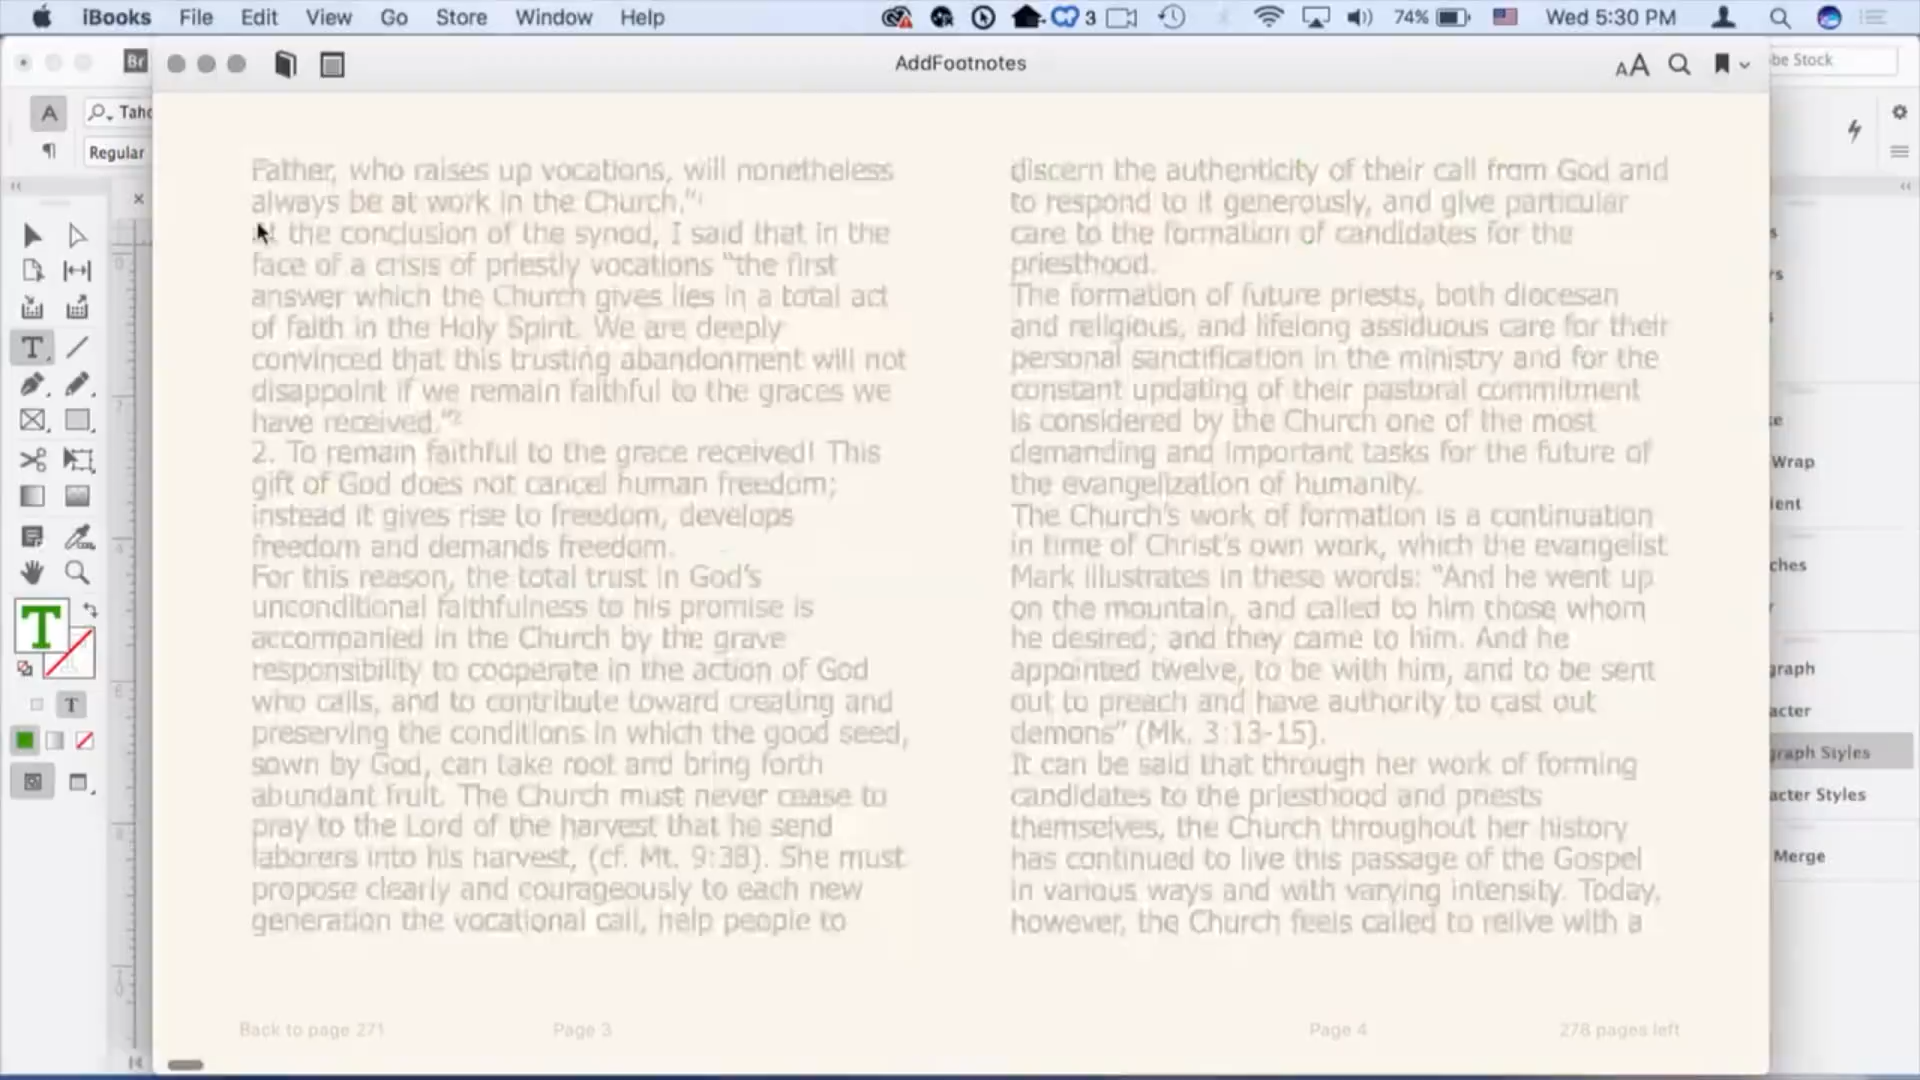 iBooks File Edit View Go Store Window Help 3 74% Wed 5:30 PM
Br AddFootnotes AA be Stock
A Taho
Regular
Father, who raises up vocations, will nonetheless
always be at work in the Church."1
the conclusion of the synod, I said that in the
face of a crisis of priestly vocations "the first
answer which the Church gives lies in a total act
of faith in the Holy Spirit. We are deeply
convinced that this trusting abandonment will not
disappoint if we remain faithful to the graces we
have received."2
2. To remain faithful to the grace received! This
gift of God does not cancel human freedom;
instead it gives rise to freedom, develops
freedom and demands freedom.
For this reason, the total trust in God's
unconditional faithfulness to his promise is
accompanied in the Church by the grave
responsibility to cooperate in the action of God
who calls, and to contribute toward creating and
preserving the conditions in which the good seed,
sown by God, can take root and bring forth
abundant fruit. The Church must never cease to
pray to the Lord of the harvest that he send
laborers into his harvest, (cf. Mt. 9:38). She must
propose clearly and courageously to each new
generation the vocational call, help people to
discern the authenticity of their call from God and
to respond to it generously, and give particular
care to the formation of candidates for the
priesthood.
The formation of future priests, both diocesan
and religious, and lifelong assiduous care for their
personal sanctification in the ministry and for the
constant updating of their pastoral commitment
is considered by the Church one of the most
demanding and important tasks for the future of
the evangelization of humanity.
The Church's work of formation is a continuation
in time of Christ's own work, which the evangelist
Mark illustrates in these words: "And he went up
on the mountain, and called to him those whom
he desired; and they came to him. And he
appointed twelve, to be with him, and to be sent
out to preach and have authority to cast out
demons" (Mk. 3:13-15).
It can be said that through her work of forming
candidates to the priesthood and priests
themselves, the Church throughout her history
has continued to live this passage of the Gospel
in various ways and with varying intensity. Today,
however, the Church feels called to relive with a
Back to page 271 Page 3 Page 4 278 pages left
Wrap
ient
ches
graph
acter
graph Styles
acter Styles
Merge